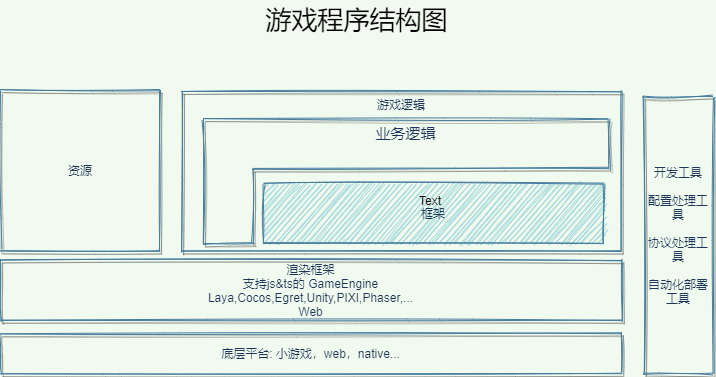 游戏程序结构图
资源
游戏逻辑
业务逻辑
Text
框架
渲染框架
支持js&ts的 GameEngine
Laya,Cocos,Egret,Unity,PIXI,Phaser,...
Web
底层平台: 小游戏，web，native...
开发工具
配置处理工
具
协议处理工
具
自动化部署
工具